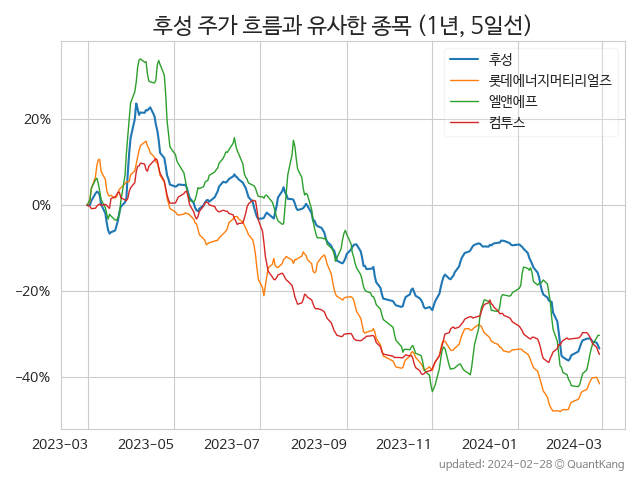 후성 주가 흐름과 유사한 종목 (1년, 5일선)
후성
롯데에너지머티리얼즈
엘앤에프
컴투스
20%
0%
−20%
−40%
2023-03 2023-05 2023-07 2023-09 2023-11 2024-01 2024-03
updated: 2024-02-28 © QuantKang